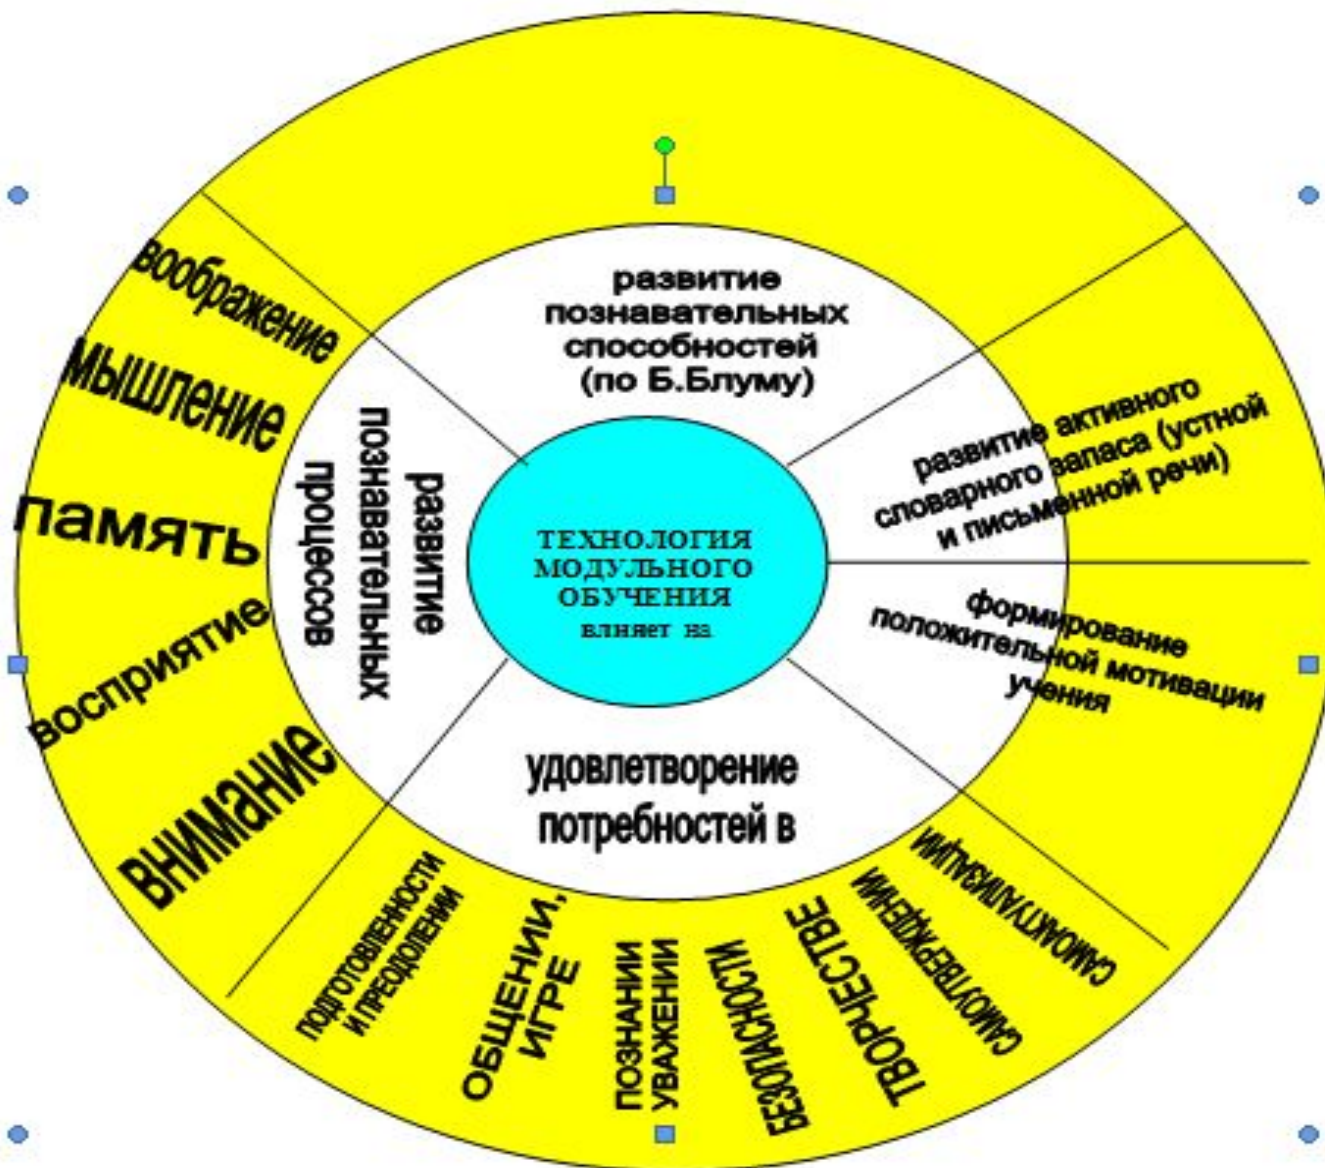 ТЕХНОЛОГИЯ
МОДУЛЬНОГО
ОБУЧЕНИЯ
влияет на
развитие
познавательных
способностей
(по Б.Блуму)
развитие активного
словарного запаса (устной
и письменной речи)
формирование
положительной мотивации
учения
удовлетворение
потребностей в
САМОАКТУАЛИЗАЦИИ
САМОУТВЕРЖДЕНИИ
ТВОРЧЕСТВЕ
БЕЗОПАСНОСТИ
ПОЗНАНИИ
УВАЖЕНИИ
ОБЩЕНИИ,
ИГРЕ
ПОДГОТОВЛЕННОСТИ
И ПРЕОДОЛЕНИИ
развитие
познавательных
процессов
воображение
мышление
память
восприятие
внимание